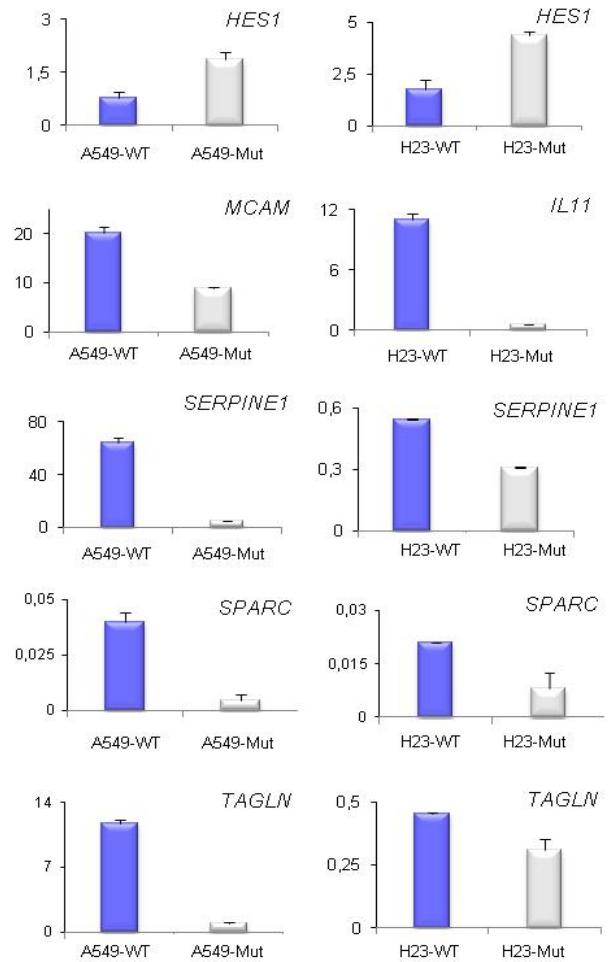 HES1
3
1,5
0
A549-WT A549-Mut
HES1
5
2,5
0
H23-WT H23-Mut
MCAM
20
10
0
A549-WT A549-Mut
IL11
12
6
0
H23-WT H23-Mut
SERPINE1
80
40
0
A549-WT A549-Mut
SERPINE1
0,6
0,3
0
H23-WT H23-Mut
SPARC
0,05
0,025
0
A549-WT A549-Mut
SPARC
0,03
0,015
0
H23-WT H23-Mut
TAGLN
14
7
0
A549-WT A549-Mut
TAGLN
0,5
0,25
0
H23-WT H23-Mut